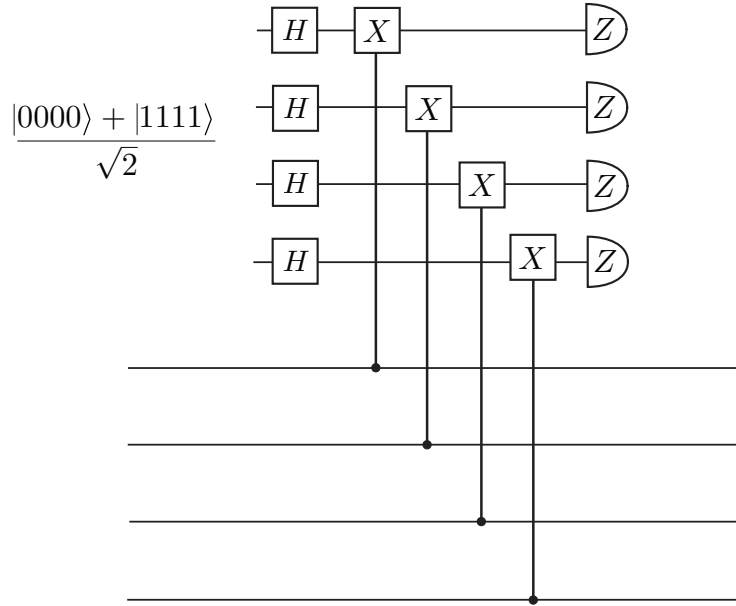 H X Z
X Z
H
|0000⟩ + |1111⟩
√2
H X Z
H X Z